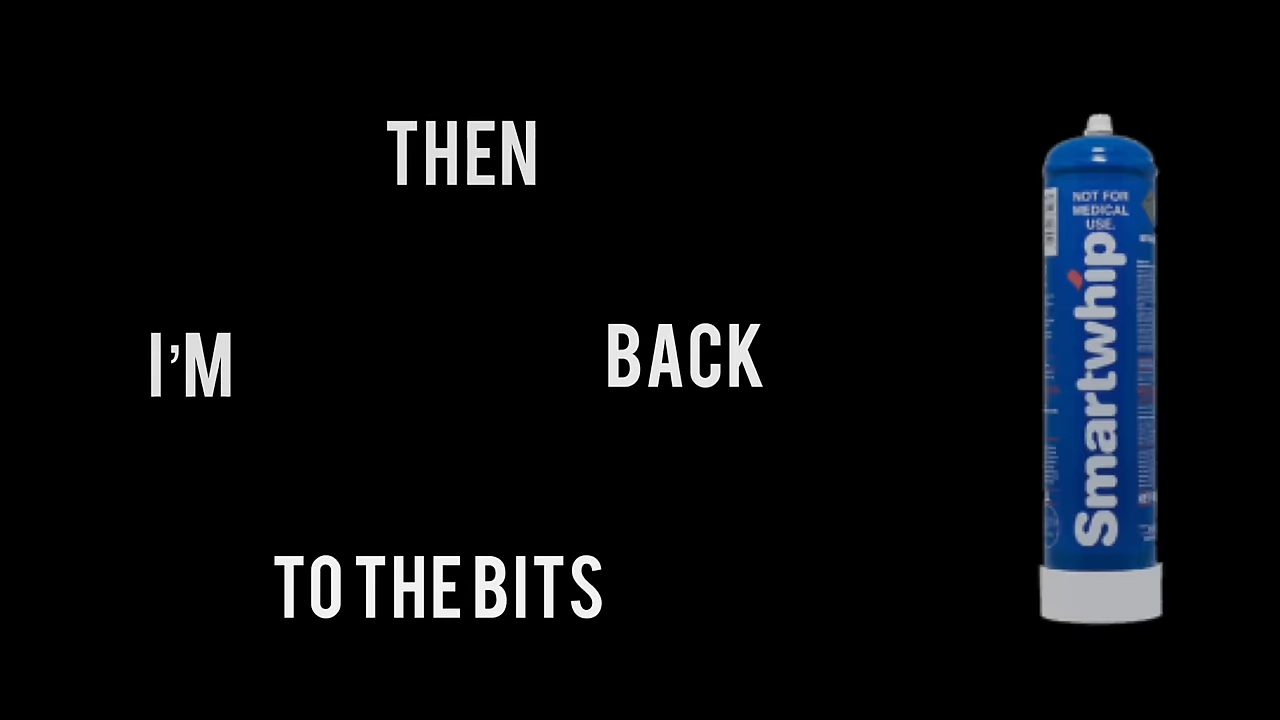 THEN
I'M
BACK
TO THE BITS
NOT FOR
MEDICAL
USE.
Smartwhip